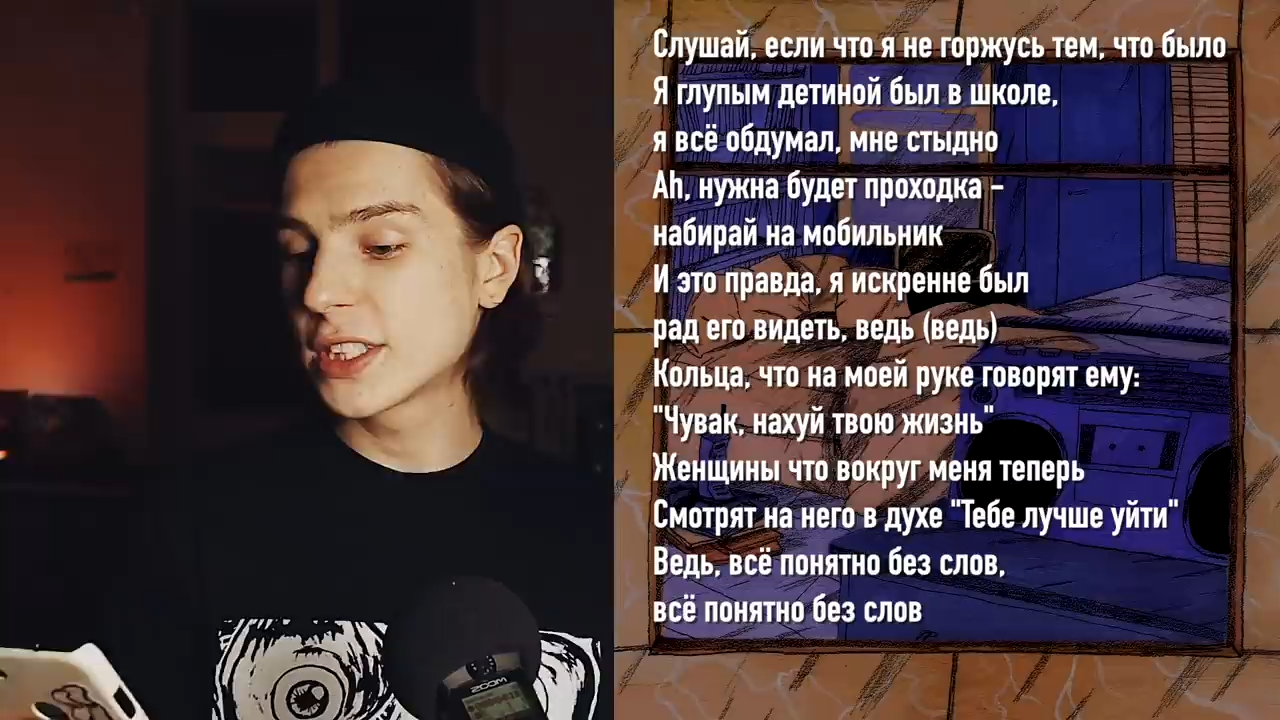 Слушай, если что я не горжусь тем, что было
Я глупым детиной был в школе,
я всё обдумал, мне стыдно
Ah, нужна будет проходка –
набирай на мобильник
И это правда, я искренне был
рад его видеть, ведь (ведь)
Кольца, что на моей руке говорят ему:
"Чувак, нахуй твою жизнь"
Женщины что вокруг меня теперь
Смотрят на него в духе "Тебе лучше уйти"
Ведь, всё понятно без слов,
всё понятно без слов
ZOOM